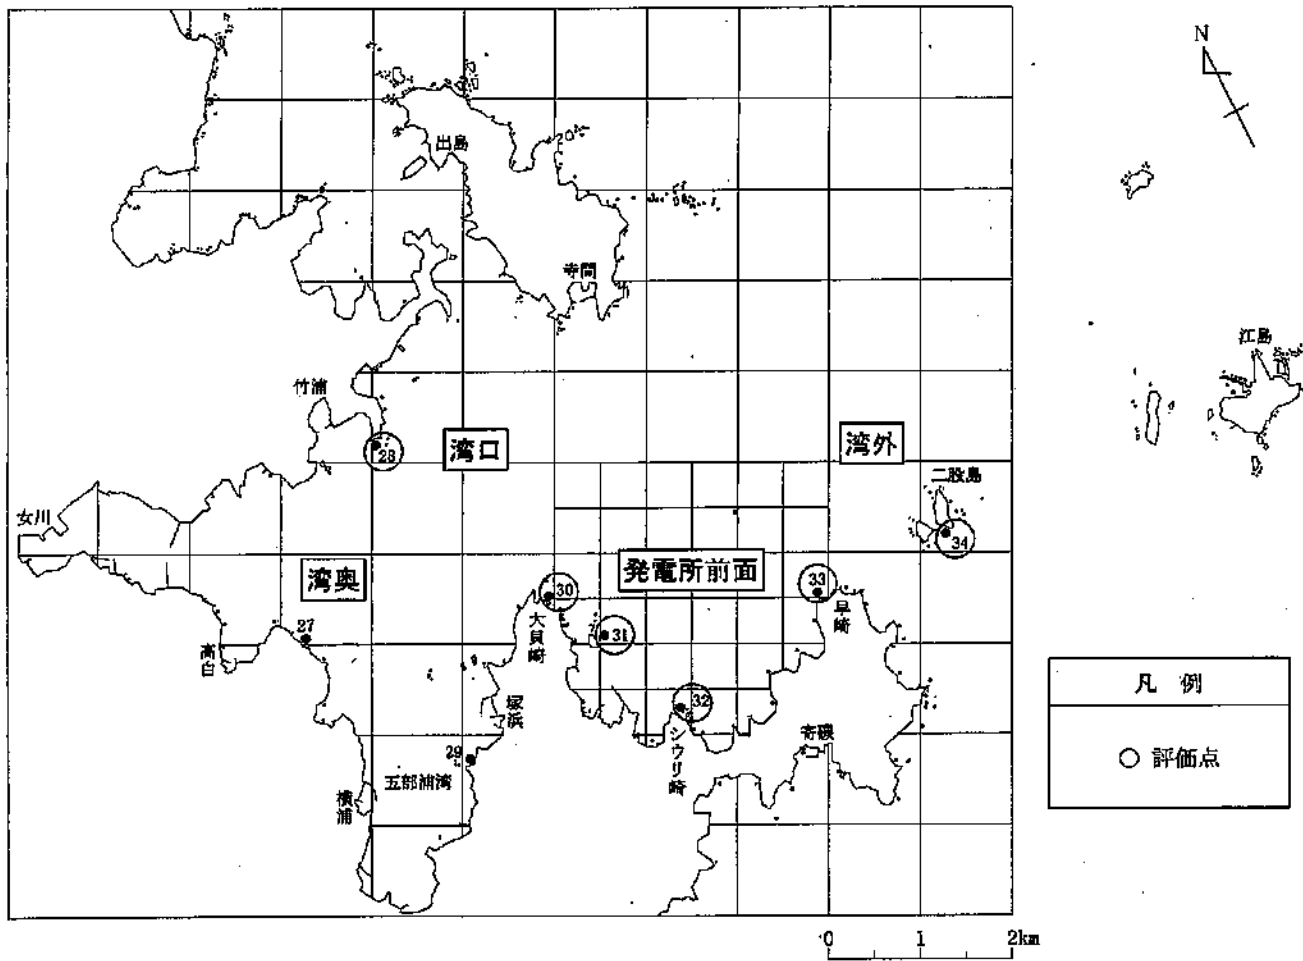 N
出島
寺間
江島
竹浦
湾口
湾外
28
二股島
女川
34
湾奥
発電所前面
30
33
大貝崎
早崎
27
31
高白
凡 例
32
塚浜
寄磯
シウリ崎
29
五部浦湾
横浦
○ 評価点
0 1 2km